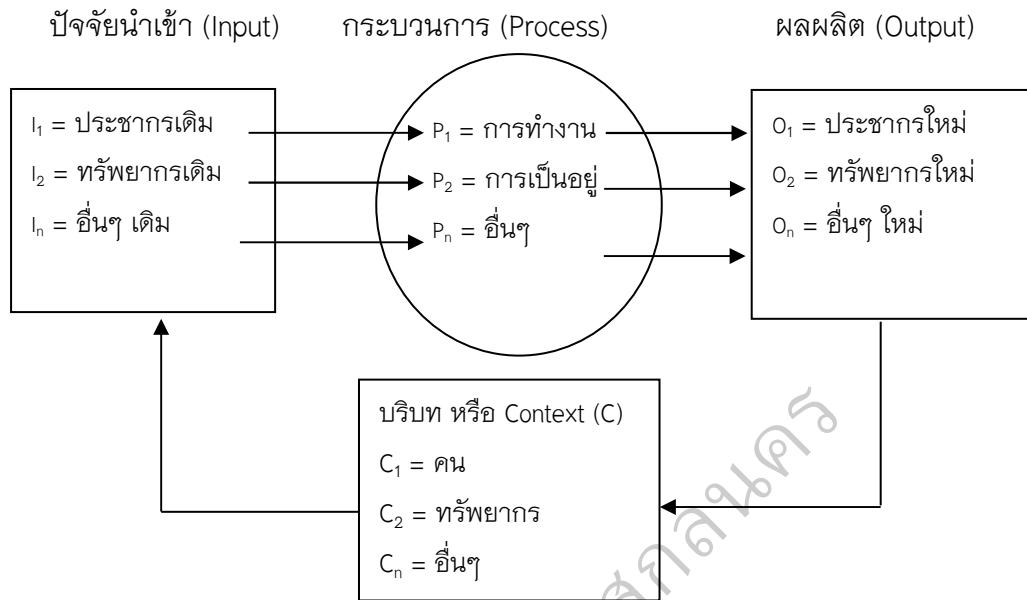 ปัจจัยนำเข้า (Input) กระบวนการ (Process) ผลผลิต (Output)
I₁ = ประชากรเดิม
I₂ = ทรัพยากรเดิม
Iₙ = อื่นๆ เดิม
P₁ = การทำงาน
P₂ = การเป็นอยู่
Pₙ = อื่นๆ
O₁ = ประชากรใหม่
O₂ = ทรัพยากรใหม่
Oₙ = อื่นๆ ใหม่
บริบท หรือ Context (C)
C₁ = คน
C₂ = ทรัพยากร
Cₙ = อื่นๆ
สกลนคร